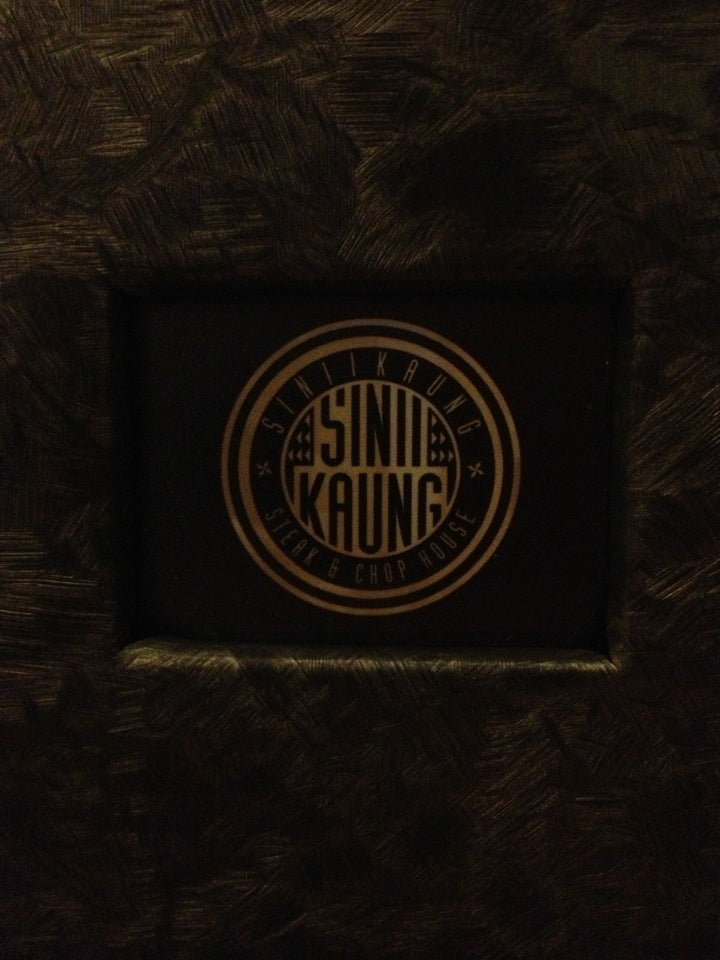 SINIIKAUNG
SINII
KAUNG
STEAK & CHOP HOUSE